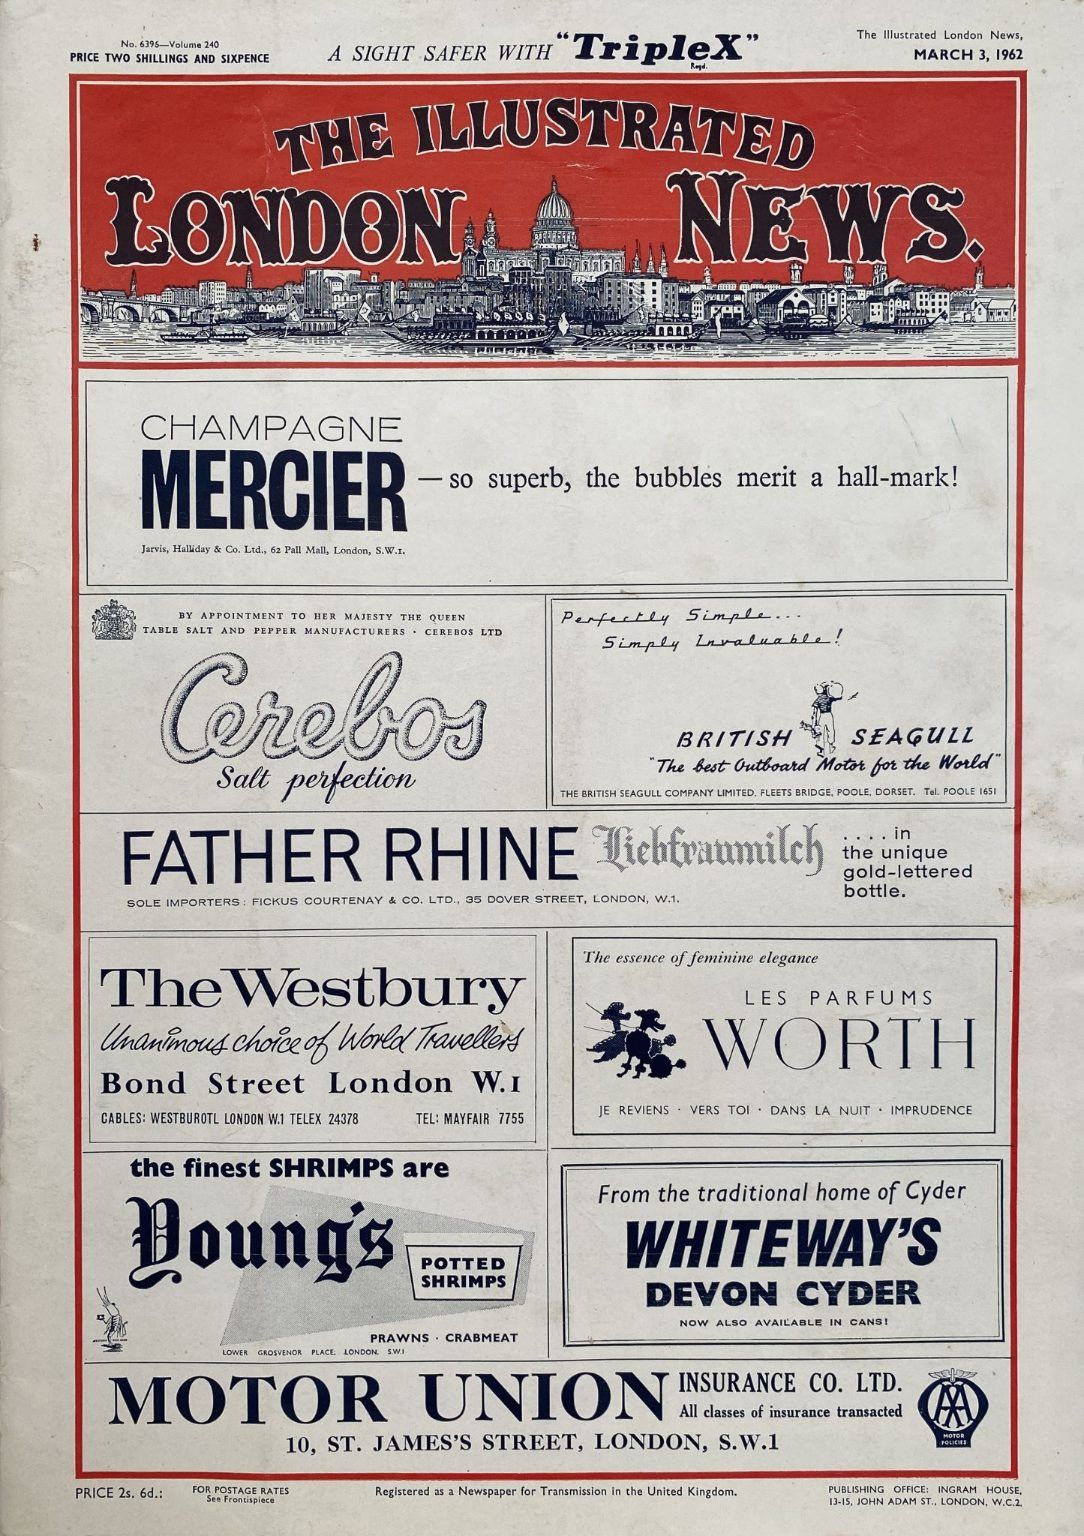 No. 6396—Volume 240
PRICE TWO SHILLINGS AND SIXPENCE
A SIGHT SAFER WITH "TripleX"
Regd.
The Illustrated London News,
MARCH 3, 1962
THE ILLUSTRATED
LONDON NEWS.
CHAMPAGNE
MERCIER —so superb, the bubbles merit a hall-mark!
Jarvis, Halliday & Co. Ltd., 62 Pall Mall, London, S.W.1.
BY APPOINTMENT TO HER MAJESTY THE QUEEN
TABLE SALT AND PEPPER MANUFACTURERS · CEREBOS LTD
Cerebos
Salt perfection
Perfectly Simple...
Simply Invaluable!
BRITISH SEAGULL
"The best Outboard Motor for the World"
THE BRITISH SEAGULL COMPANY LIMITED. FLEETS BRIDGE, POOLE, DORSET. Tel. POOLE 1651
FATHER RHINE Liebfraumilch
SOLE IMPORTERS: FICKUS COURTENAY & CO. LTD., 35 DOVER STREET, LONDON, W.1.
.... in
the unique
gold-lettered
bottle.
The Westbury
Unanimous choice of World Travellers
Bond Street London W.1
CABLES: WESTBUROTL LONDON W.1 TELEX 24378 TEL: MAYFAIR 7755
The essence of feminine elegance
LES PARFUMS
WORTH
JE REVIENS · VERS TOI · DANS LA NUIT · IMPRUDENCE
the finest SHRIMPS are
Young's
POTTED
SHRIMPS
PRAWNS · CRABMEAT
LOWER GROSVENOR PLACE, LONDON, S.W.1
From the traditional home of Cyder
WHITEWAY'S
DEVON CYDER
NOW ALSO AVAILABLE IN CANS!
MOTOR UNION INSURANCE CO. LTD.
All classes of insurance transacted
10, ST. JAMES'S STREET, LONDON, S.W.1
AA
MOTOR
POLICIES
PRICE 2s. 6d.:
FOR POSTAGE RATES
See Frontispiece
Registered as a Newspaper for Transmission in the United Kingdom.
PUBLISHING OFFICE: INGRAM HOUSE,
13-15, JOHN ADAM ST., LONDON, W.C.2.